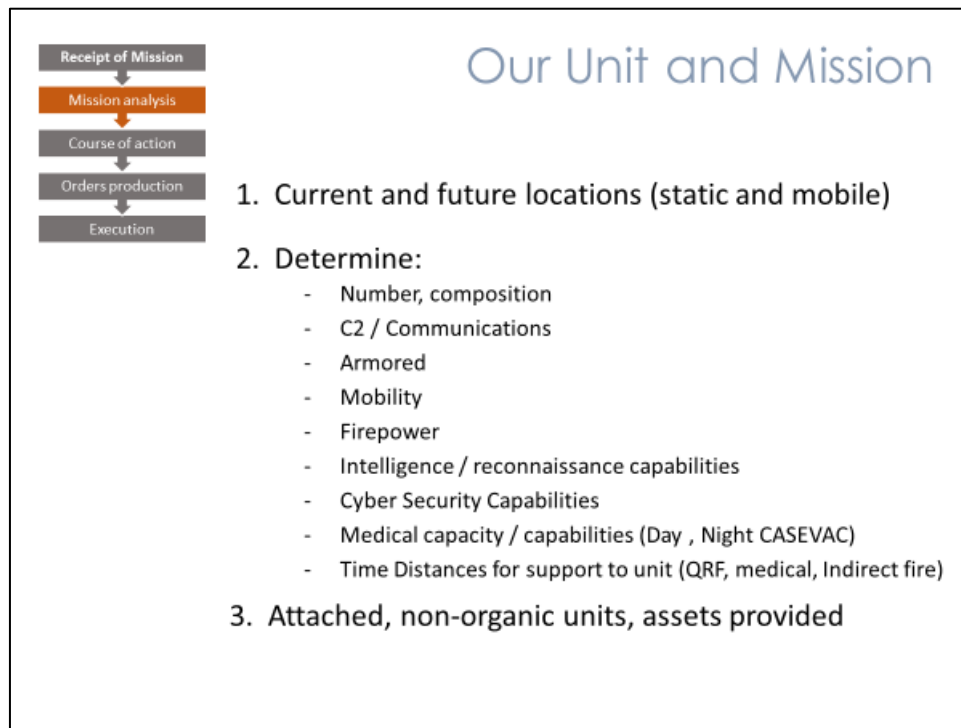 Receipt of Mission
Mission analysis
Course of action
Orders production
Execution
Our Unit and Mission
1. Current and future locations (static and mobile)
2. Determine:
- Number, composition
- C2 / Communications
- Armored
- Mobility
- Firepower
- Intelligence / reconnaissance capabilities
- Cyber Security Capabilities
- Medical capacity / capabilities (Day , Night CASEVAC)
- Time Distances for support to unit (QRF, medical, Indirect fire)
3. Attached, non-organic units, assets provided